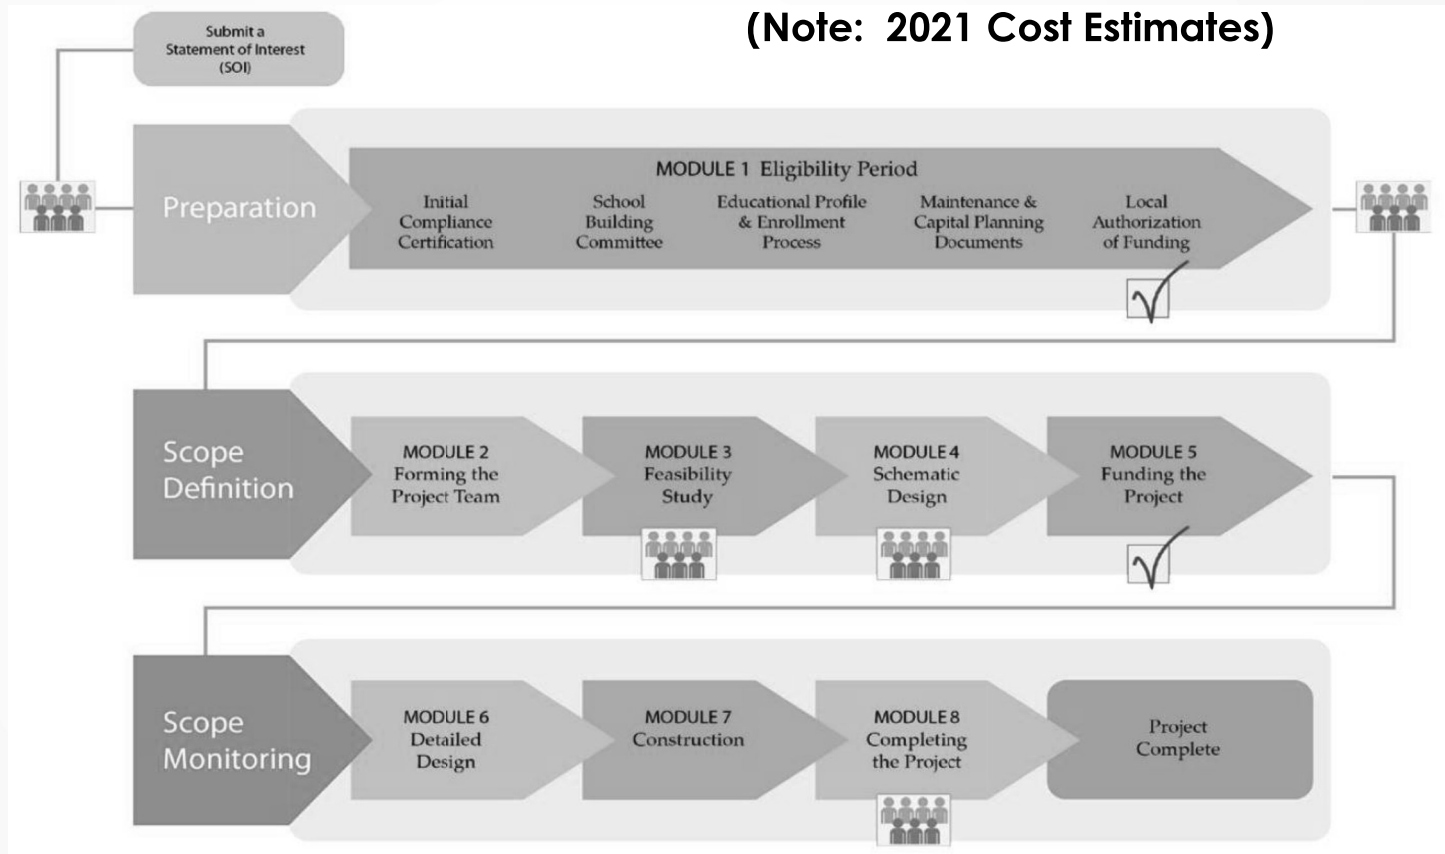 (Note: 2021 Cost Estimates)
Submit a
Statement of Interest
(SOI)
Preparation
MODULE 1 Eligibility Period
Initial
Compliance
Certification
School
Building
Committee
Educational Profile
& Enrollment
Process
Maintenance &
Capital Planning
Documents
Local
Authorization
of Funding
Scope
Definition
MODULE 2
Forming the
Project Team
MODULE 3
Feasibility
Study
MODULE 4
Schematic
Design
MODULE 5
Funding the
Project
Scope
Monitoring
MODULE 6
Detailed
Design
MODULE 7
Construction
MODULE 8
Completing
the Project
Project
Complete